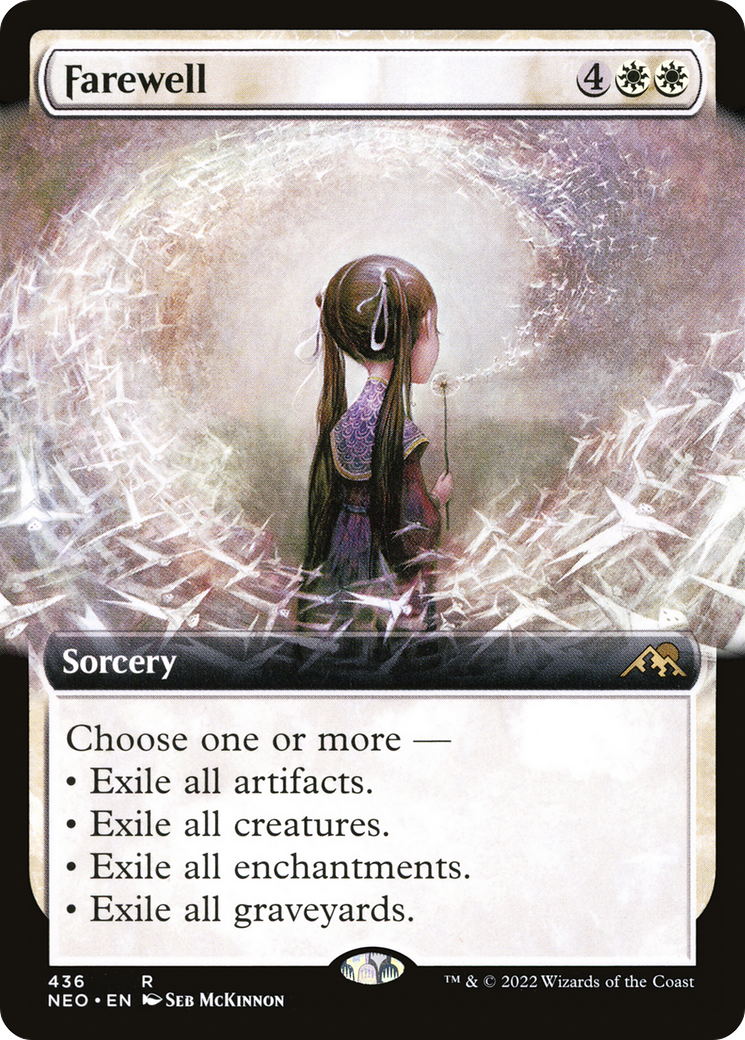 Farewell 4
Sorcery
Choose one or more —
• Exile all artifacts.
• Exile all creatures.
• Exile all enchantments.
• Exile all graveyards.
436 R
NEO • EN Seb McKinnon
™ & © 2022 Wizards of the Coast